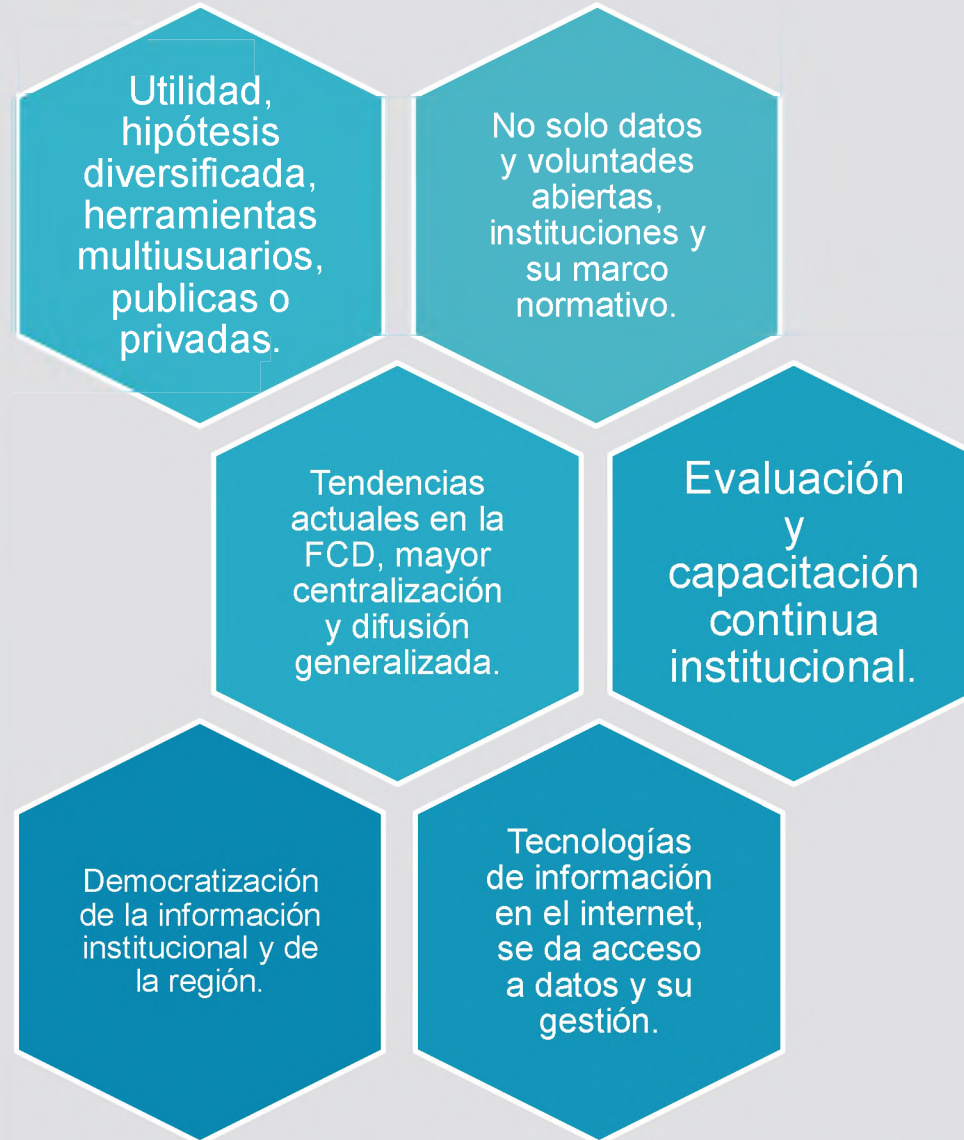 Utilidad,
hipótesis
diversificada,
herramientas
multiusuarios,
publicas o
privadas.
No solo datos
y voluntades
abiertas,
instituciones y
su marco
normativo.
Tendencias
actuales en la
FCD, mayor
centralización
y difusión
generalizada.
Evaluación
y
capacitación
continua
institucional.
Democratización
de la información
institucional y de
la región.
Tecnologías
de información
en el internet,
se da acceso
a datos y su
gestión.